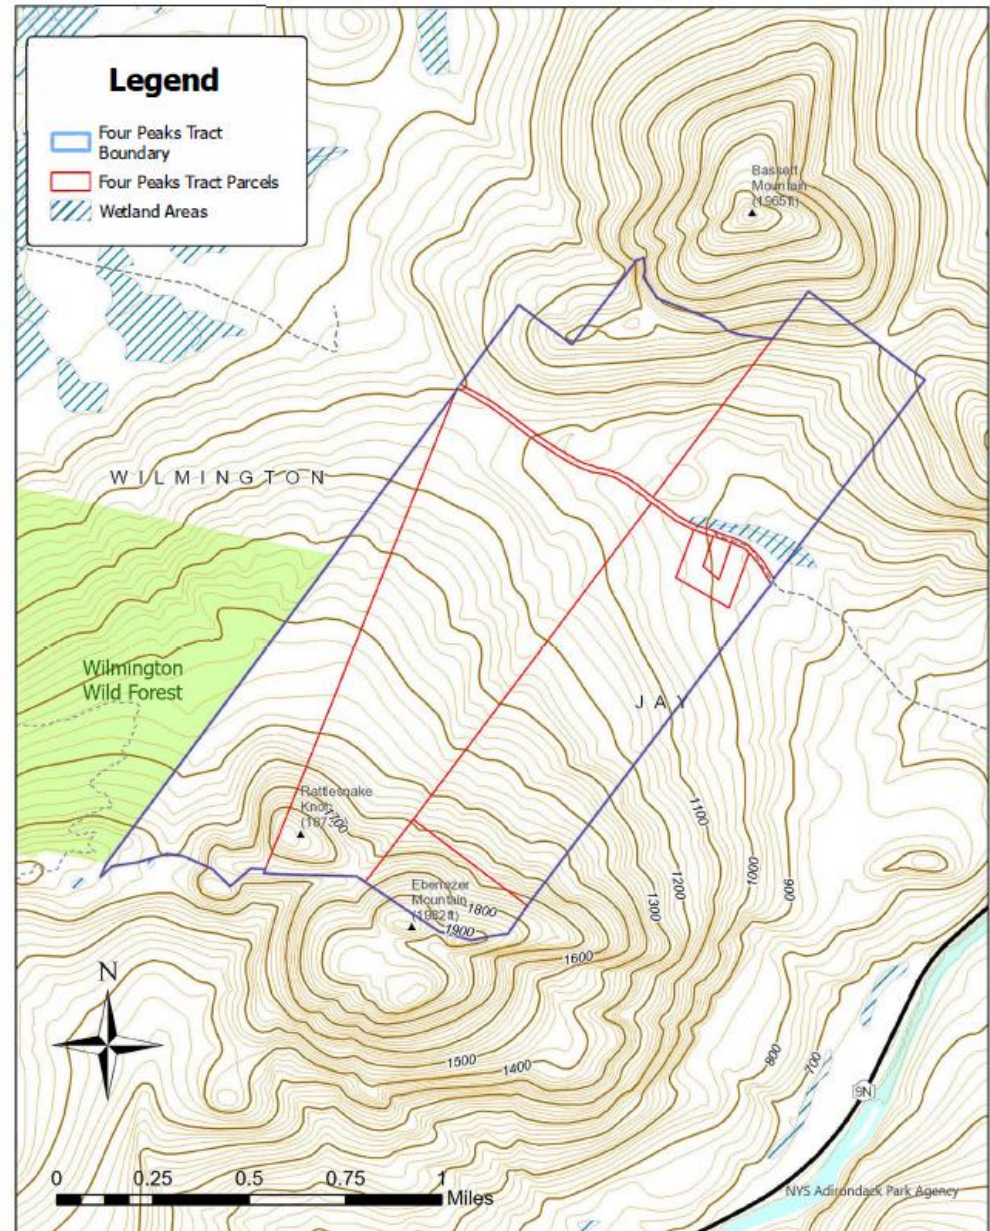 Legend
Four Peaks Tract
Boundary
Four Peaks Tract Parcels
Wetland Areas
Bassett
Mountain
(1965ft)
WILMINGTON
Wilmington
Wild Forest
JAY
Rattlesnake
Knob
1700
1100
1000
900
1200
1300
Ebenezer
Mountain
(1982ft)
1800
1900
1600
N
1500
1400
800
700
9N
0
0.25
0.5
0.75
1
Miles
NYS Adirondack Park Agency